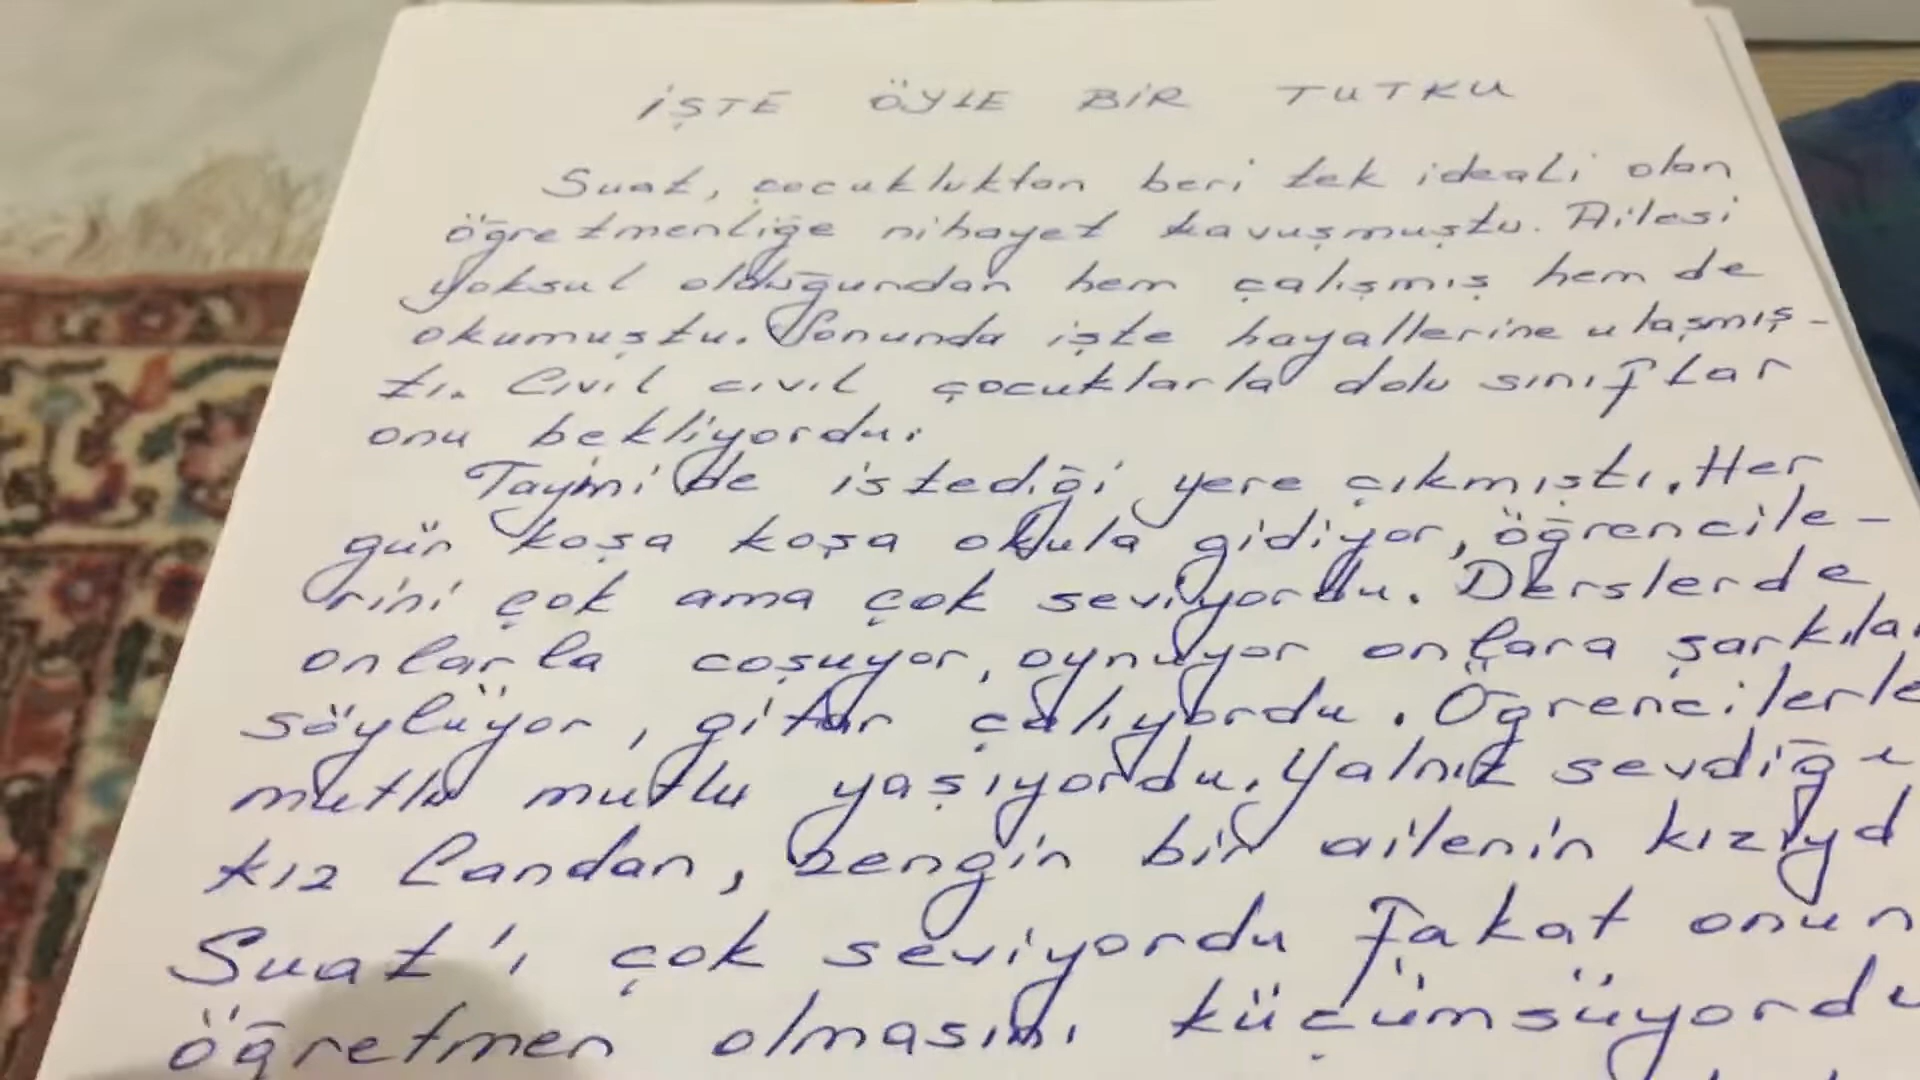 İŞTE ÖYLE BİR TUTKU
Suat, çocukluktan beri tek ideali olan
öğretmenliğe nihayet kavuşmuştu. Ailesi
yoksul olduğundan hem çalışmış hem de
okumuştu. Sonunda işte hayallerine ulaşmış-
tı. Cıvıl cıvıl çocuklarla dolu sınıflar
onu bekliyordu.
Tayini de istediği yere çıkmıştı. Her
gün koşa koşa okula gidiyor, öğrencile-
rini çok ama çok seviyordu. Derslerde
onlarla coşuyor, oynuyor onlara şarkılar
söylüyor, gitar çalıyordu. Öğrencilerle
mutlu mutlu yaşıyordu. Yalnız sevdiği
kız Candan, zengin bir ailenin kızıyd
Suat'ı çok seviyordu fakat onun
öğretmen olmasını küçümsüyordu